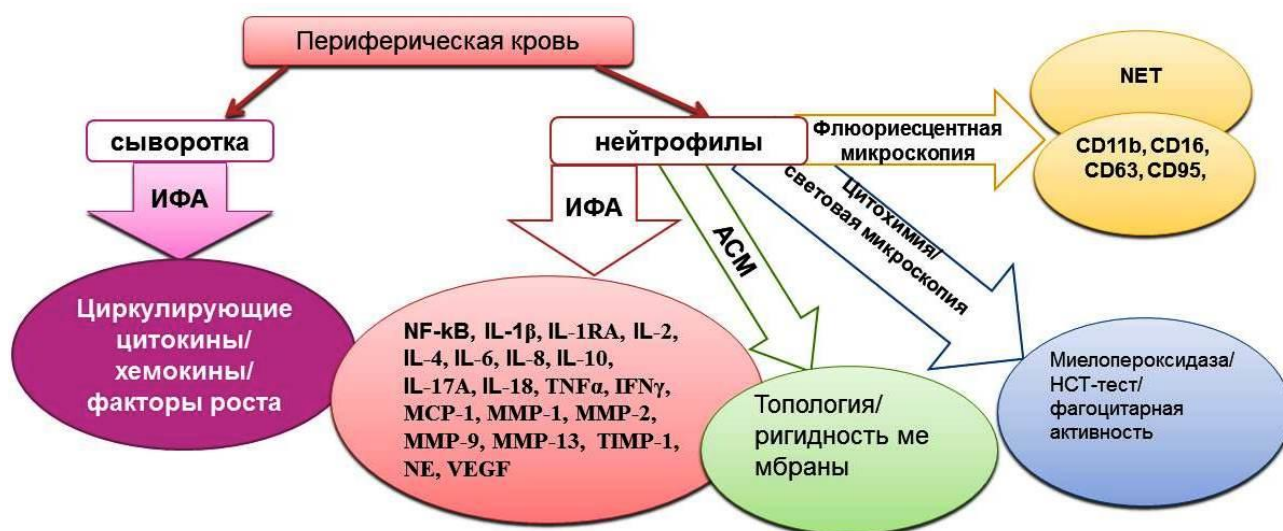 Периферическая кровь
сыворотка
нейтрофилы
ИФА
ИФА
АСМ
Цитохимия/
световая микроскопия
Флюориесцентная
микроскопия
NET
CD11b, CD16,
CD63, CD95,
Циркулирующие
цитокины/
хемокины/
факторы роста
NF-kB, IL-1β, IL-1RA, IL-2,
IL-4, IL-6, IL-8, IL-10,
IL-17A, IL-18, TNFα, IFNγ,
MCP-1, MMP-1, MMP-2,
MMP-9, MMP-13, TIMP-1,
NE, VEGF
Топология/
ригидность ме
мбраны
Миелопероксидаза/
НСТ-тест/
фагоцитарная
активность